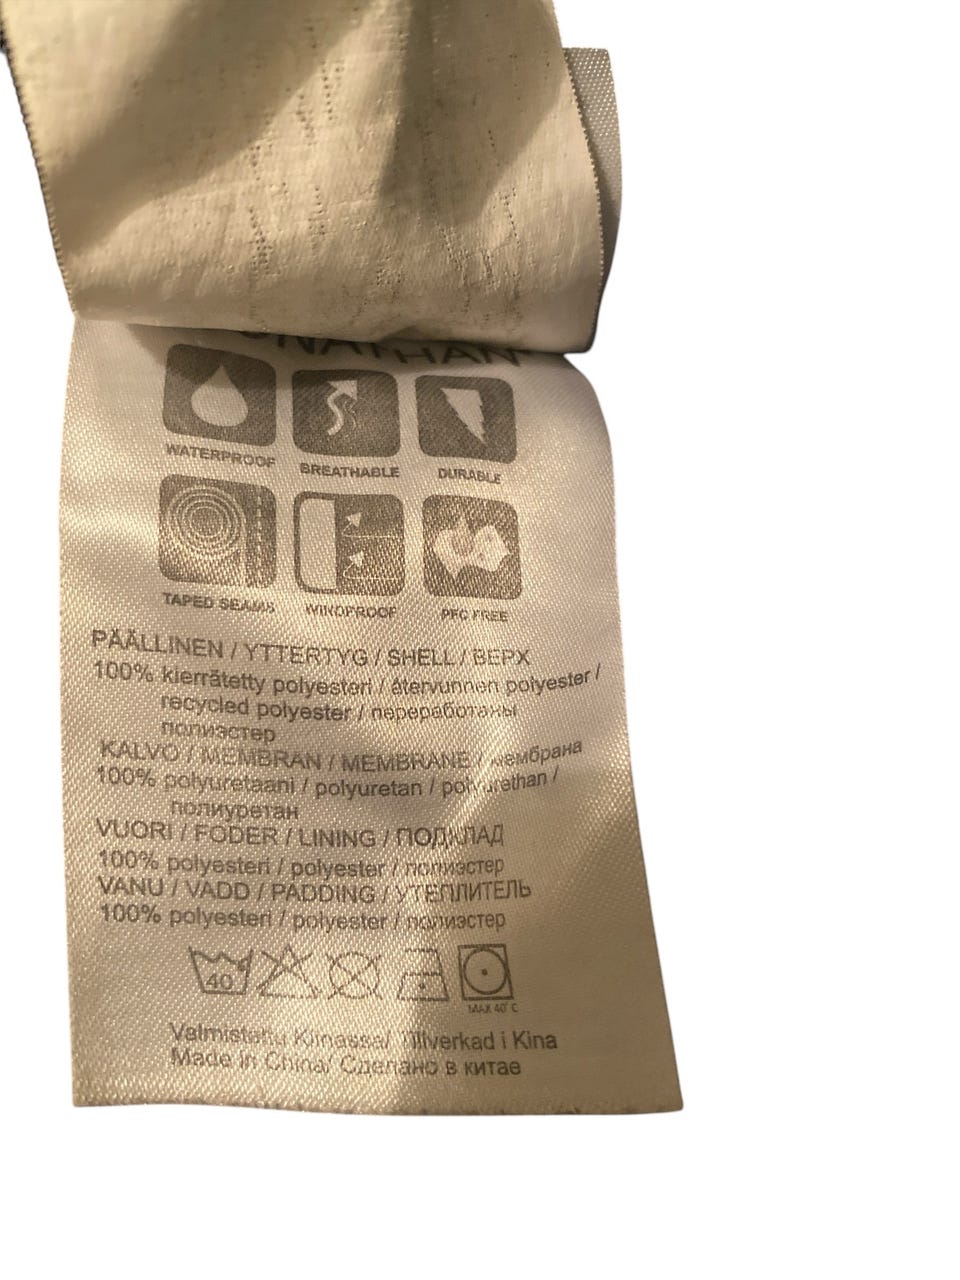 NATHAN
WATERPROOF BREATHABLE DURABLE
TAPED SEAMS WINDPROOF PFC FREE
PÄÄLLINEN / YTTERTYG / SHELL / ВЕРХ
100% kierrätetty polyesteri / återvunnen polyester /
recycled polyester / переработаны
полиэстер
KALVO / MEMBRAN / MEMBRANE / мембрана
100% polyuretaani / polyuretan / polyurethan /
полиуретан
VUORI / FODER / LINING / ПОДКЛАД
100% polyesteri / polyester / полиэстер
VANU / VADD / PADDING / УТЕПЛИТЕЛЬ
100% polyesteri / polyester / полиэстер
40
MAX 40°C
Valmistettu Kiinassa/ Tillverkad i Kina
Made in China/ Сделано в китае